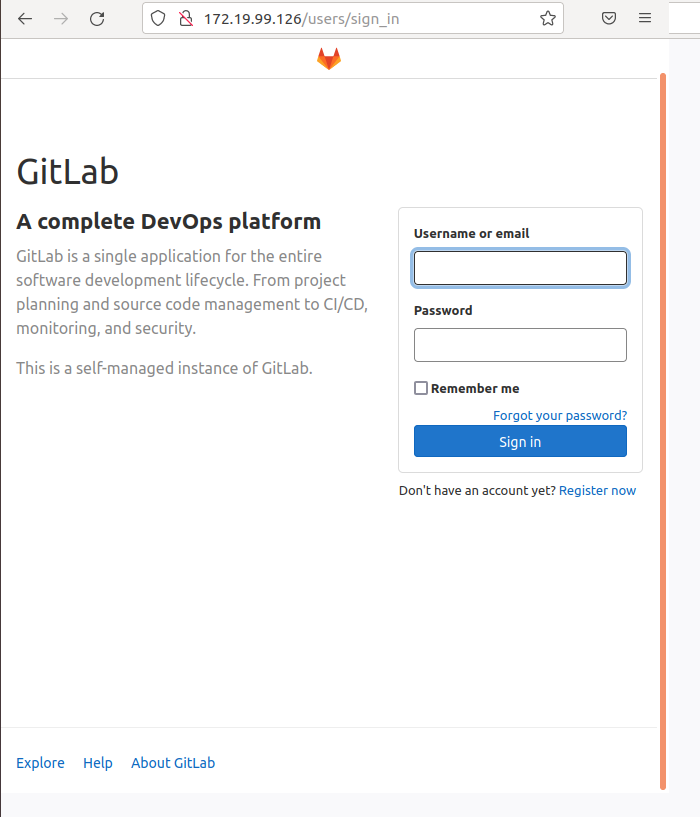 172.19.99.126/users/sign_in
GitLab
A complete DevOps platform
GitLab is a single application for the entire
software development lifecycle. From project
planning and source code management to CI/CD,
monitoring, and security.
This is a self-managed instance of GitLab.
Username or email
Password
Remember me
Forgot your password?
Sign in
Don't have an account yet? Register now
Explore Help About GitLab